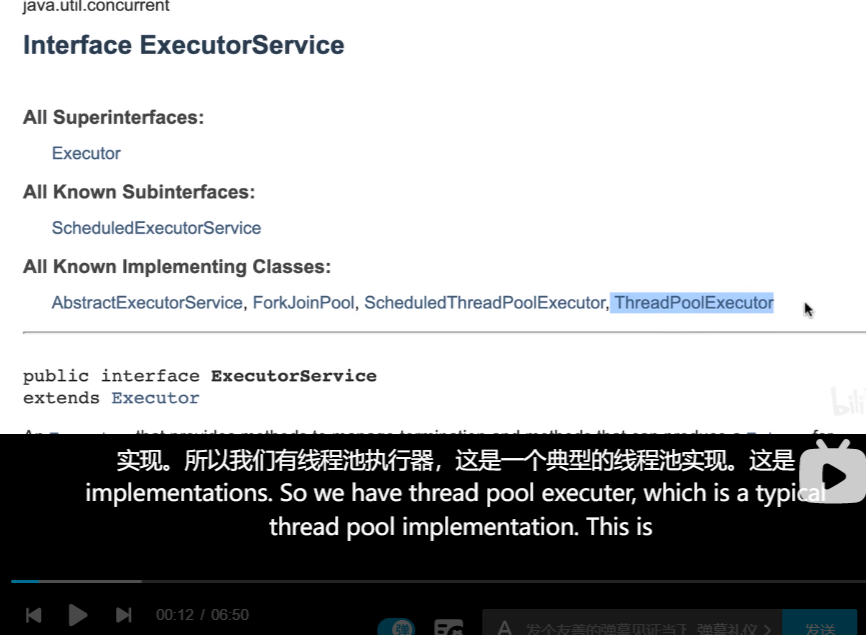 java.util.concurrent
Interface ExecutorService
All Superinterfaces:
Executor
All Known Subinterfaces:
ScheduledExecutorService
All Known Implementing Classes:
AbstractExecutorService, ForkJoinPool, ScheduledThreadPoolExecutor, ThreadPoolExecutor
public interface ExecutorService
extends Executor
bili
实现。所以我们有线程池执行器，这是一个典型的线程池实现。这是
implementations. So we have thread pool executer, which is a typical
thread pool implementation. This is
00:12 / 06:50
弹
A 发个友善的弹幕见证当下 弹幕礼仪 >
发送